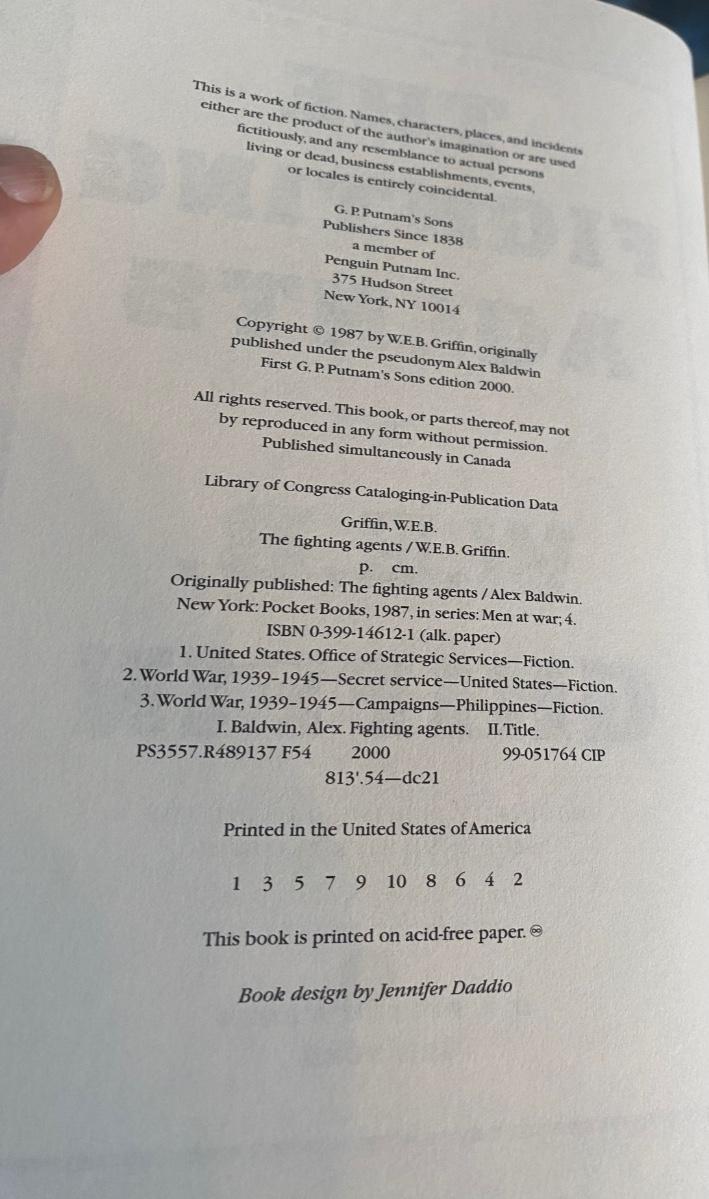 This is a work of fiction. Names, characters, places, and incidents
either are the product of the author's imagination or are used
fictitiously, and any resemblance to actual persons
living or dead, business establishments, events,
or locales is entirely coincidental.
G. P. Putnam's Sons
Publishers Since 1838
a member of
Penguin Putnam Inc.
375 Hudson Street
New York, NY 10014
Copyright © 1987 by W.E.B. Griffin, originally
published under the pseudonym Alex Baldwin
First G. P. Putnam's Sons edition 2000.
All rights reserved. This book, or parts thereof, may not
by reproduced in any form without permission.
Published simultaneously in Canada
Library of Congress Cataloging-in-Publication Data
Griffin, W.E.B.
The fighting agents / W.E.B. Griffin.
p. cm.
Originally published: The fighting agents / Alex Baldwin.
New York: Pocket Books, 1987, in series: Men at war; 4.
ISBN 0-399-14612-1 (alk. paper)
1. United States. Office of Strategic Services—Fiction.
2. World War, 1939–1945—Secret service—United States—Fiction.
3. World War, 1939–1945—Campaigns—Philippines—Fiction.
I. Baldwin, Alex. Fighting agents. II. Title.
PS3557.R489137 F54 2000 99-051764 CIP
813'.54—dc21
Printed in the United States of America
1 3 5 7 9 10 8 6 4 2
This book is printed on acid-free paper. ♾
Book design by Jennifer Daddio